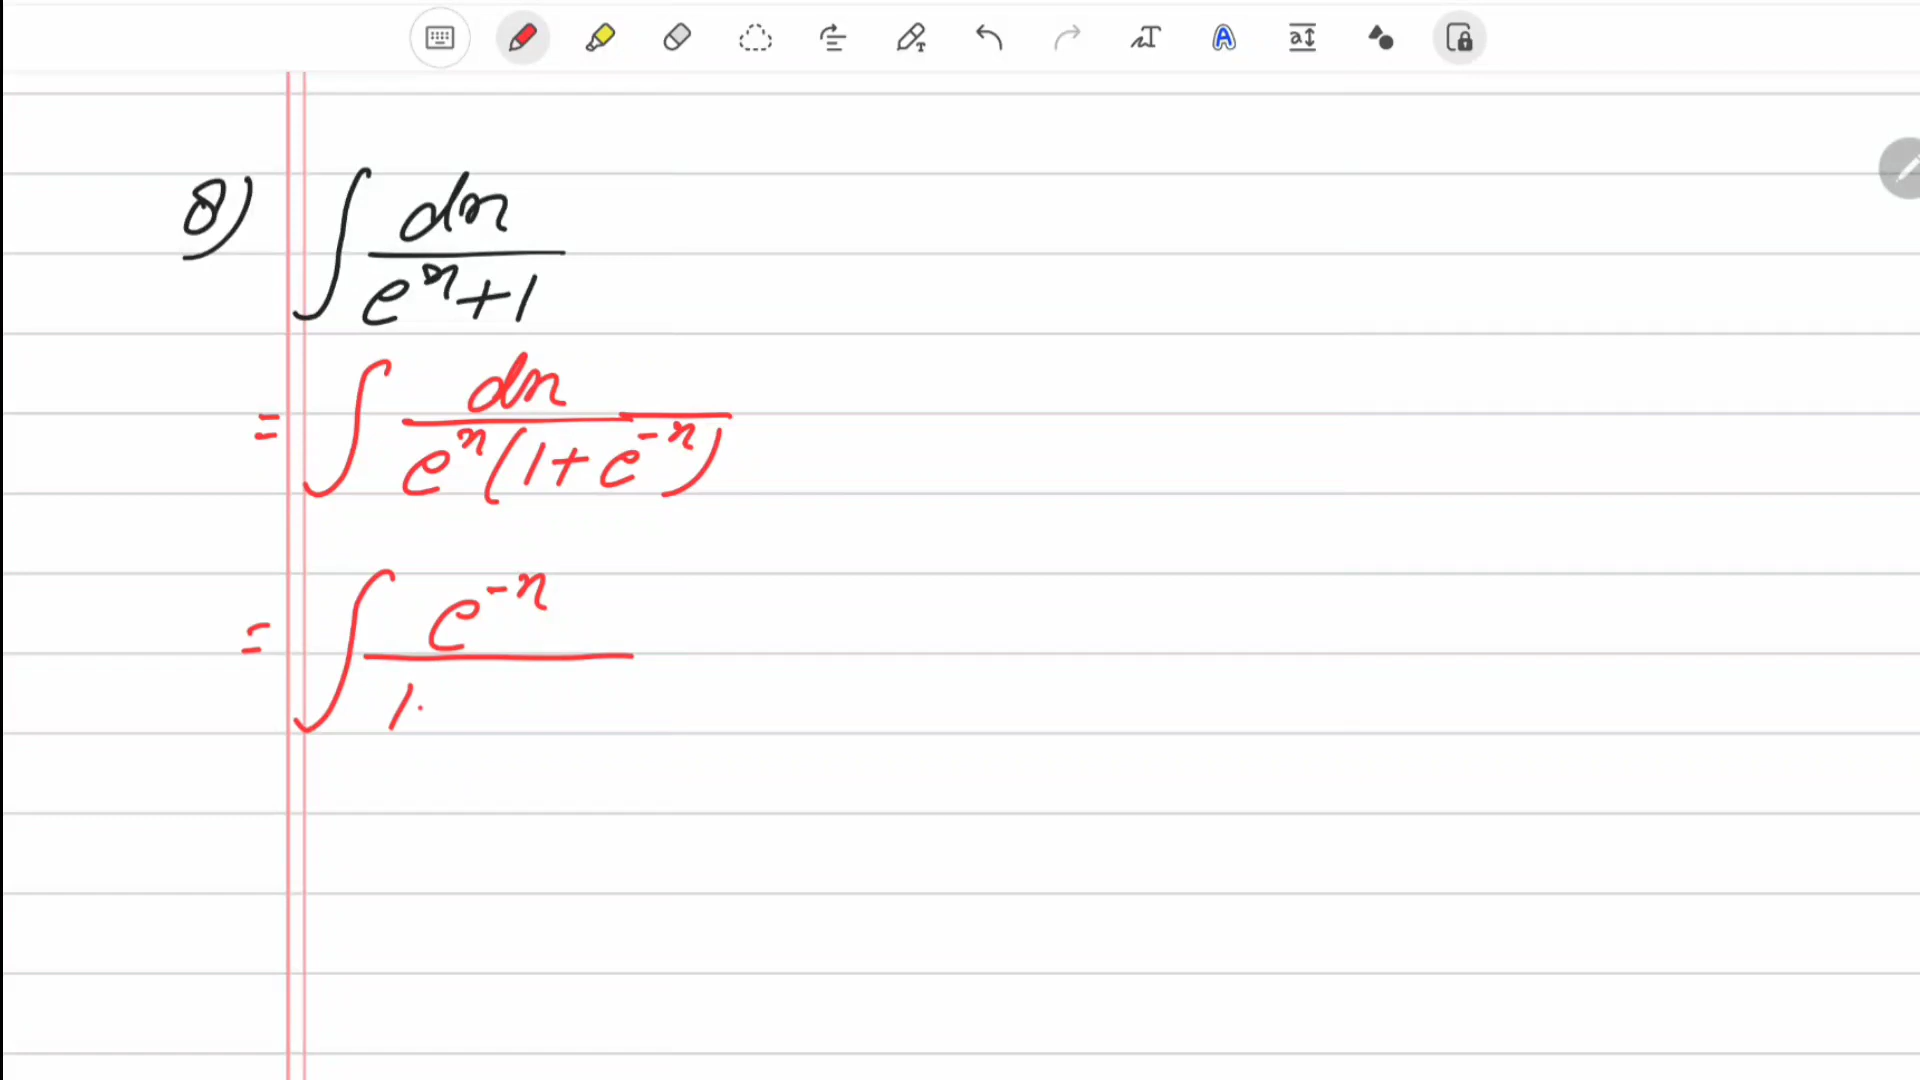 8) ∫ dx / (e^x + 1)
= ∫ dx / (e^x (1 + e^-x))
= ∫ e^-x / 1